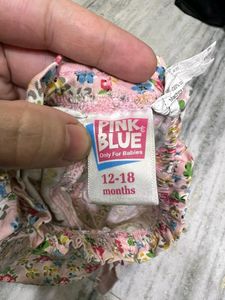 PINK &
BLUE
Only For Babies
12-18
months